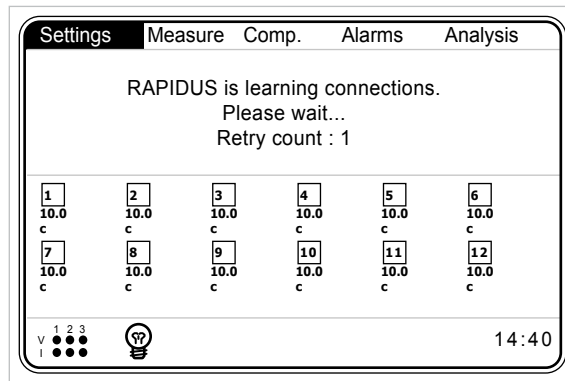 Settings Measure Comp. Alarms Analysis
RAPIDUS is learning connections.
Please wait...
Retry count : 1
1 2 3 4 5 6
10.0 10.0 10.0 10.0 10.0 10.0
c c c c c c
7 8 9 10 11 12
10.0 10.0 10.0 10.0 10.0 10.0
c c c c c c
1 2 3
V
I
14:40